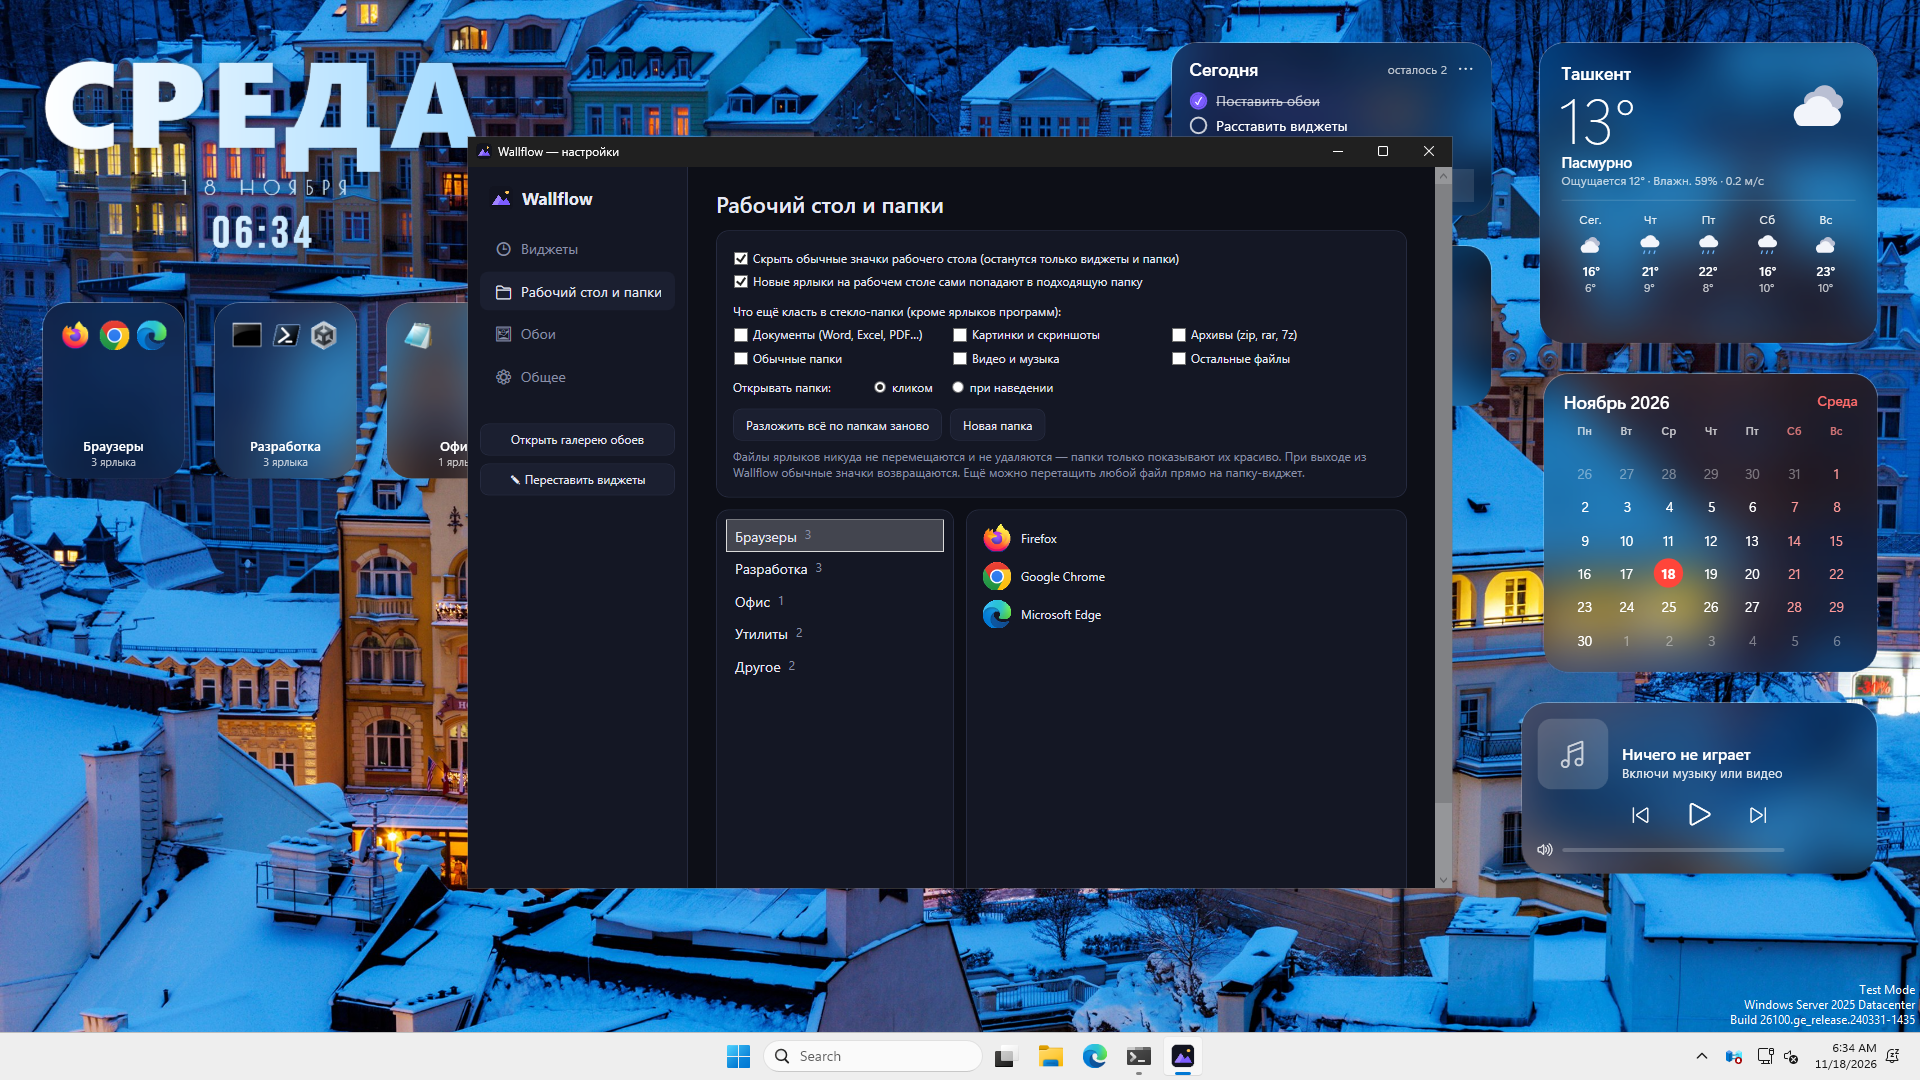 СРЕДА
18 НОЯБРЯ
06:34
Браузеры
3 ярлыка
Разработка
3 ярлыка
Офи
1 ярль
Wallflow — настройки
Wallflow
Виджеты
Рабочий стол и папки
Обои
Общее
Открыть галерею обоев
Переставить виджеты
Рабочий стол и папки
Скрыть обычные значки рабочего стола (останутся только виджеты и папки)
Новые ярлыки на рабочем столе сами попадают в подходящую папку
Что ещё класть в стекло-папки (кроме ярлыков программ):
Документы (Word, Excel, PDF...)
Картинки и скриншоты
Архивы (zip, rar, 7z)
Обычные папки
Видео и музыка
Остальные файлы
Открывать папки:
кликом
при наведении
Разложить всё по папкам заново
Новая папка
Файлы ярлыков никуда не перемещаются и не удаляются — папки только показывают их красиво. При выходе из
Wallflow обычные значки возвращаются. Ещё можно перетащить любой файл прямо на папку-виджет.
Браузеры 3
Разработка 3
Офис 1
Утилиты 2
Другое 2
Firefox
Google Chrome
Microsoft Edge
Сегодня
осталось 2 ···
Поставить обои
Расставить виджеты
Ташкент
13°
Пасмурно
Ощущается 12° · Влажн. 59% · 0.2 м/с
Сег. Чт Пт Сб Вс
16° 21° 22° 16° 23°
6° 9° 8° 10° 10°
Ноябрь 2026
Среда
Пн Вт Ср Чт Пт Сб Вс
26 27 28 29 30 31 1
2 3 4 5 6 7 8
9 10 11 12 13 14 15
16 17 18 19 20 21 22
23 24 25 26 27 28 29
30 1 2 3 4 5 6
Ничего не играет
Включи музыку или видео
Test Mode
Windows Server 2025 Datacenter
Build 26100.ge_release.240331-1435
Search
6:34 AM
11/18/2026